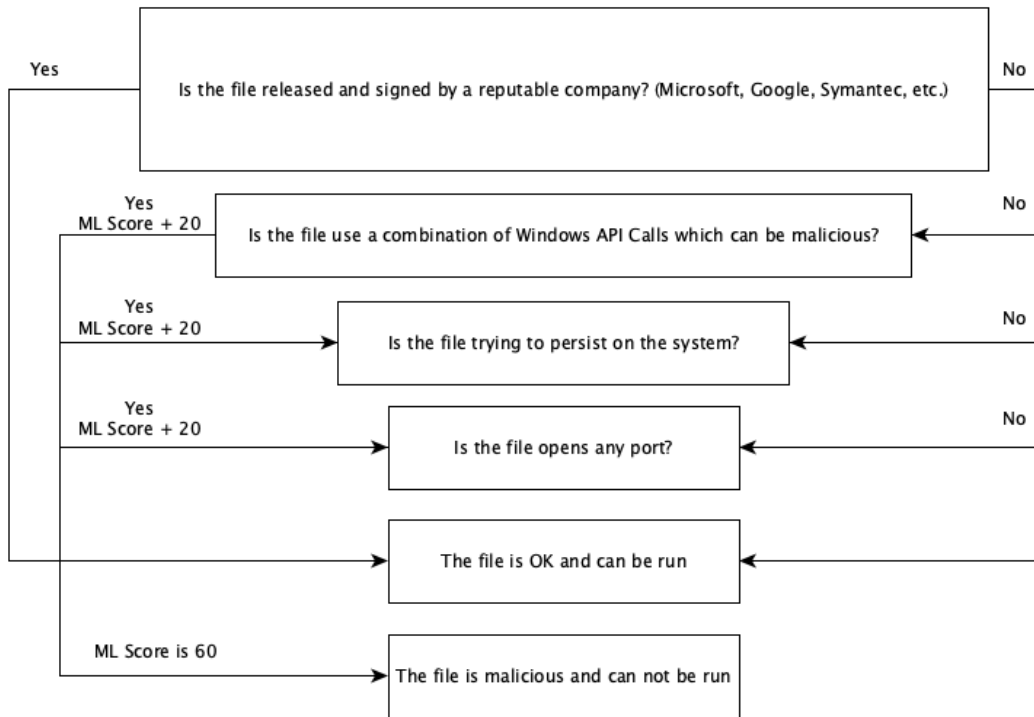 Yes
Is the file released and signed by a reputable company? (Microsoft, Google, Symantec, etc.)
No
Yes
ML Score + 20
Is the file use a combination of Windows API Calls which can be malicious?
No
Yes
ML Score + 20
Is the file trying to persist on the system?
No
Yes
ML Score + 20
Is the file opens any port?
No
The file is OK and can be run
ML Score is 60
The file is malicious and can not be run